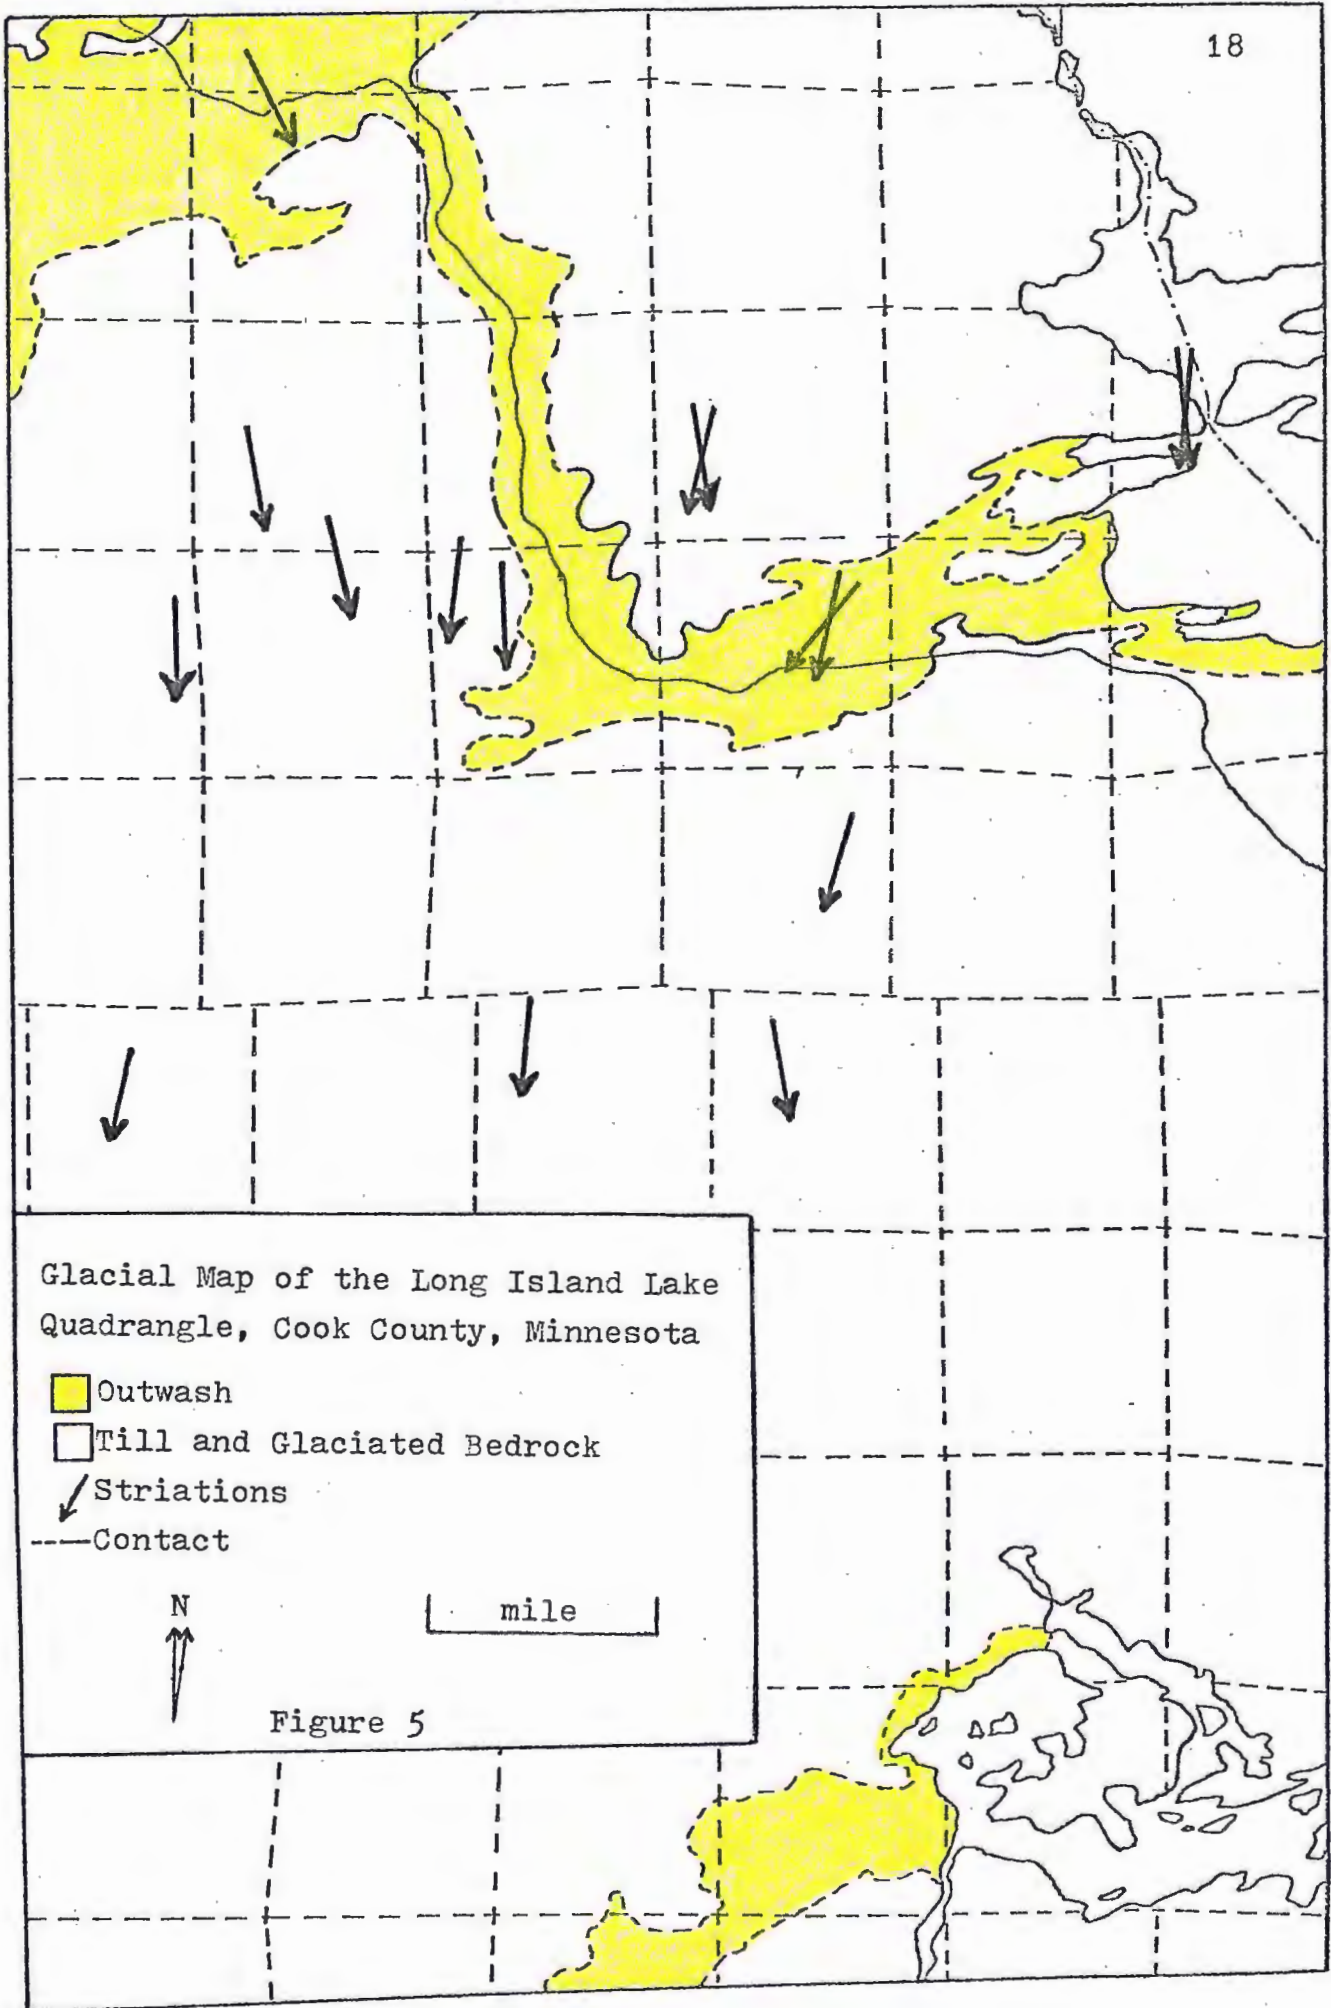 18
Glacial Map of the Long Island Lake
Quadrangle, Cook County, Minnesota
Outwash
Till and Glaciated Bedrock
Striations
Contact
N
mile
Figure 5